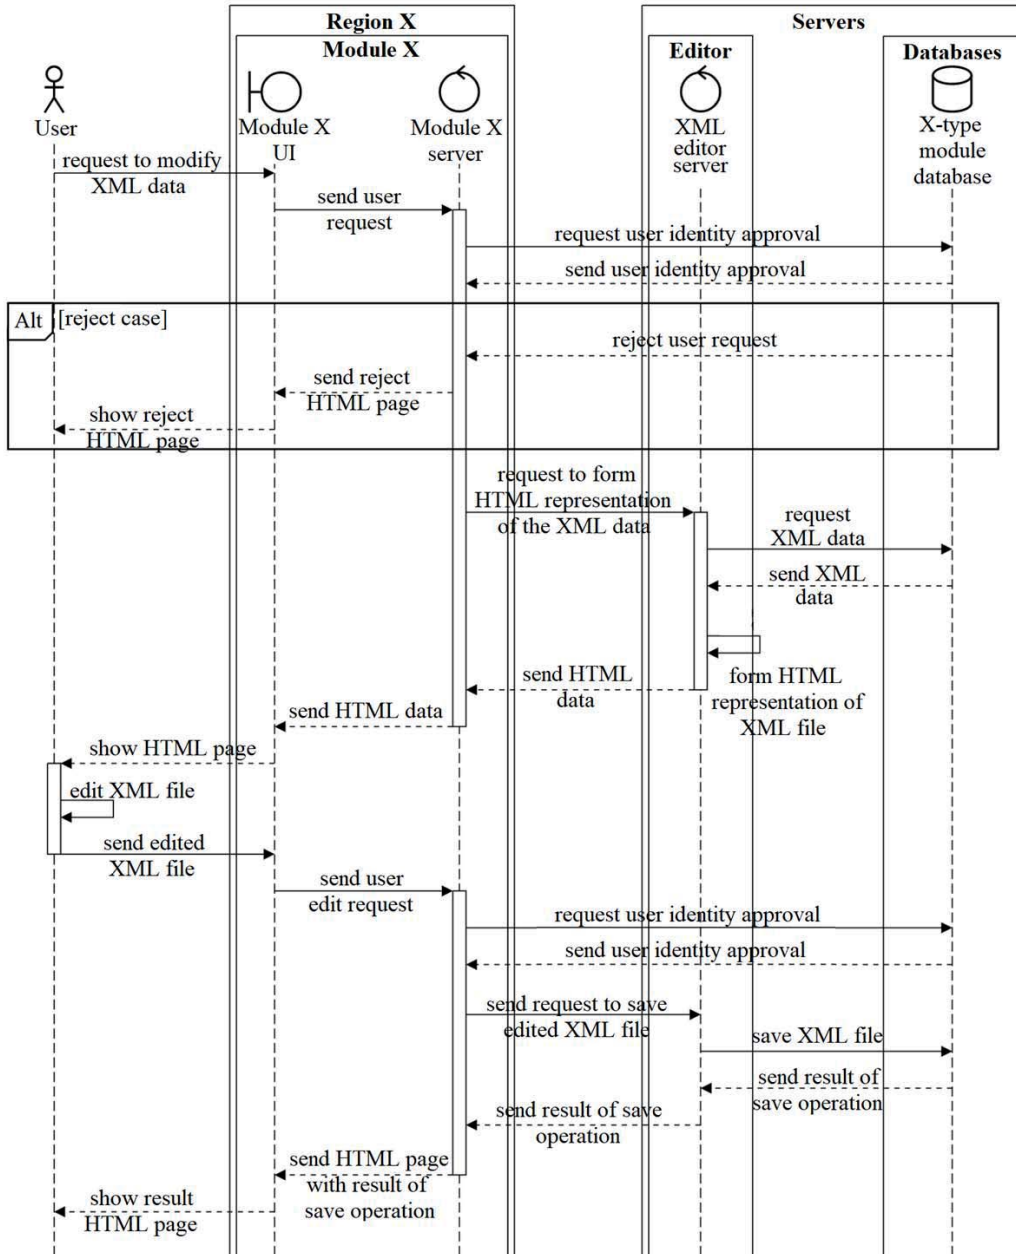 Region X
Servers
Module X
Editor
Databases
User
Module X
UI
Module X
server
XML
editor
server
X-type
module
database
request to modify
XML data
send user
request
request user identity approval
send user identity approval
Alt
[reject case]
reject user request
send reject
HTML page
show reject
HTML page
request to form
HTML representation
of the XML data
request
XML data
send XML
data
form HTML
representation of
XML file
send HTML
data
send HTML data
show HTML page
edit XML file
send edited
XML file
send user
edit request
request user identity approval
send user identity approval
send request to save
edited XML file
save XML file
send result of
save operation
send result of save
operation
send HTML page
with result of
save operation
show result
HTML page